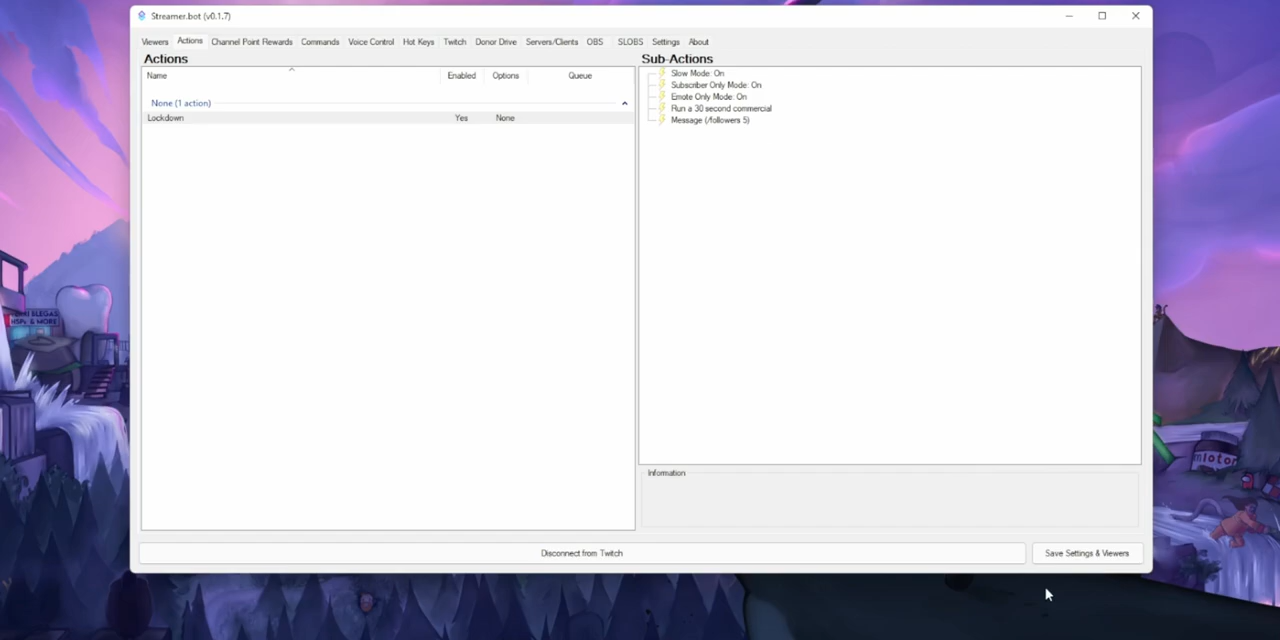 Streamer.bot (v0.1.7)
Viewers Actions Channel Point Rewards Commands Voice Control Hot Keys Twitch Donor Drive Servers/Clients OBS SLOBS Settings About
Actions
Name Enabled Options Queue
None (1 action)
Lockdown Yes None
Sub-Actions
Slow Mode: On
Subscriber Only Mode: On
Emote Only Mode: On
Run a 30 second commercial
Message (/followers 5)
Information
Disconnect from Twitch
Save Settings & Viewers
& MORE